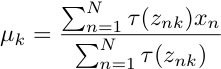 μ_k = \frac{\sum_{n=1}^{N} τ(z_{nk}) x_n}{\sum_{n=1}^{N} τ(z_{nk})}